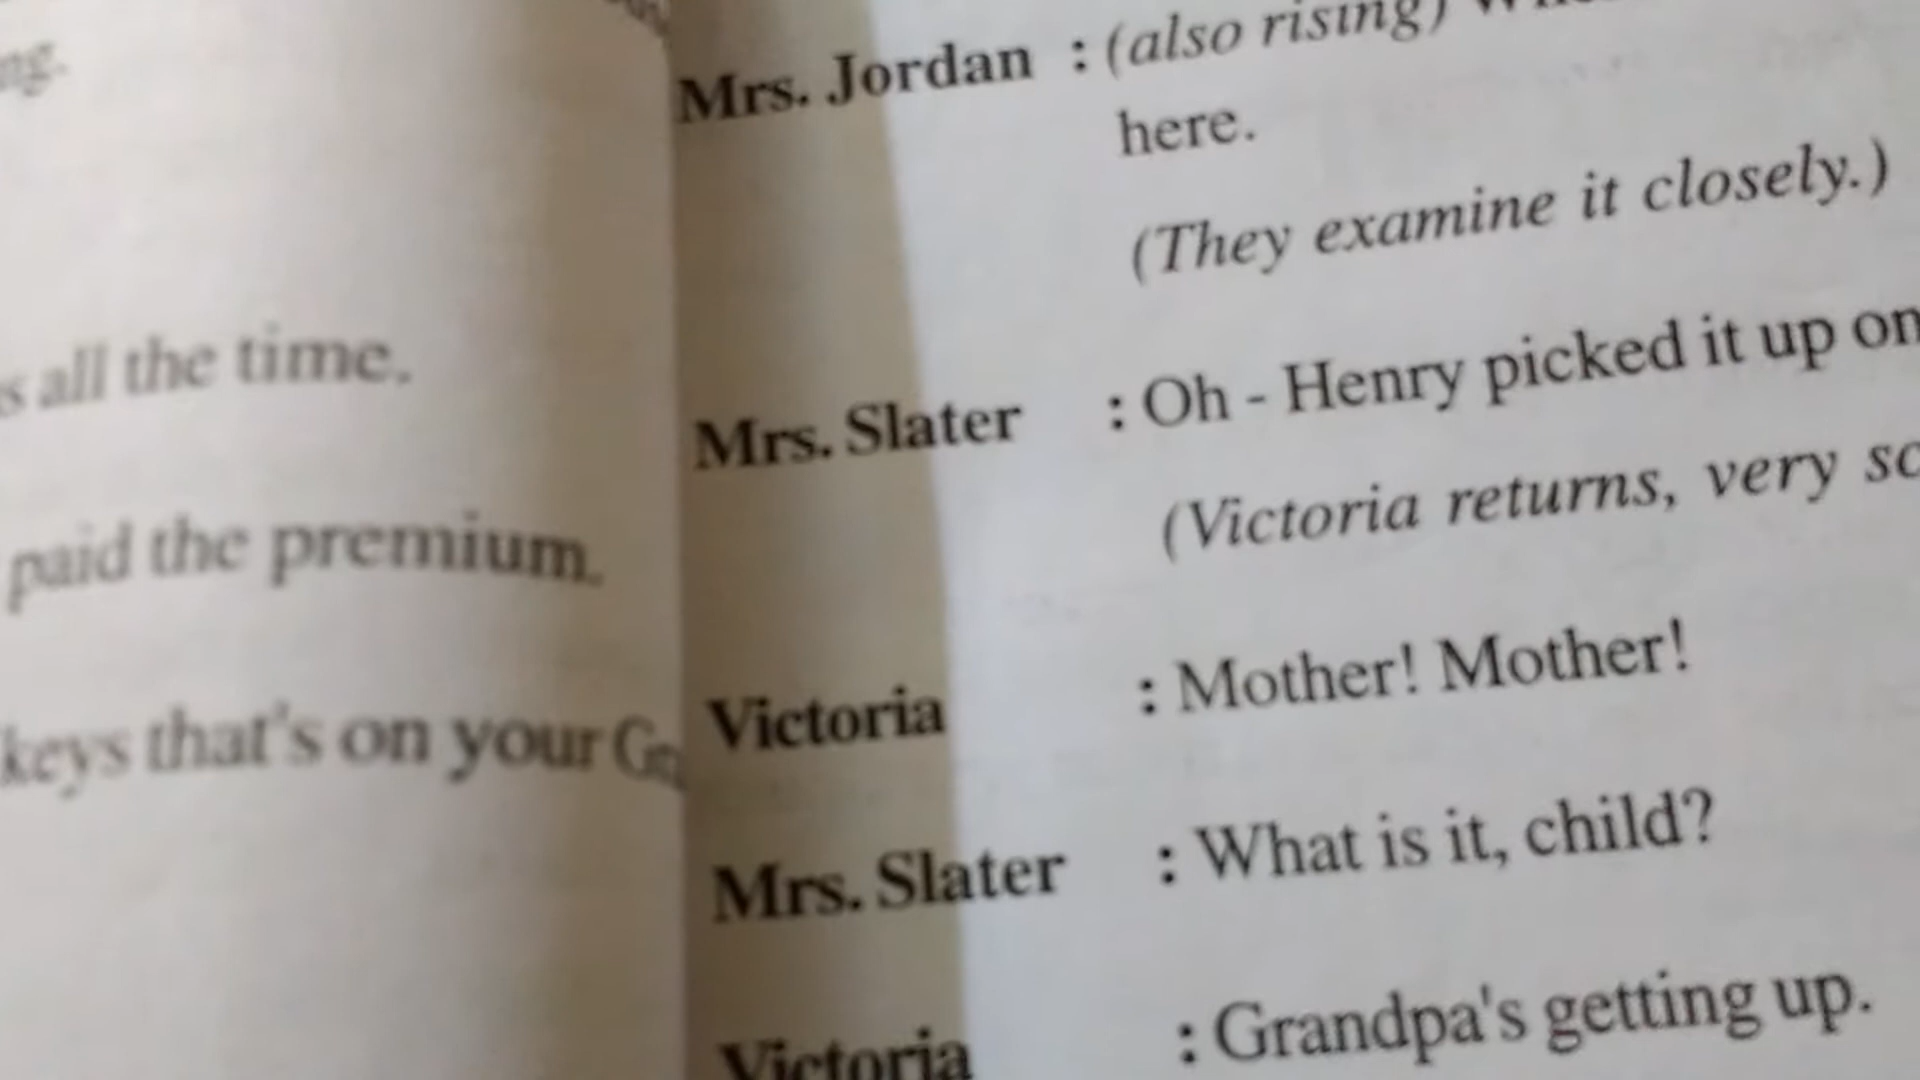 all the time.
paid the premium.
keys that's on your
Mrs. Jordan : (also rising)
here.
(They examine it closely.)
Mrs. Slater : Oh - Henry picked it up on
(Victoria returns, very
Victoria : Mother! Mother!
Mrs. Slater : What is it, child?
Victoria : Grandpa's getting up.